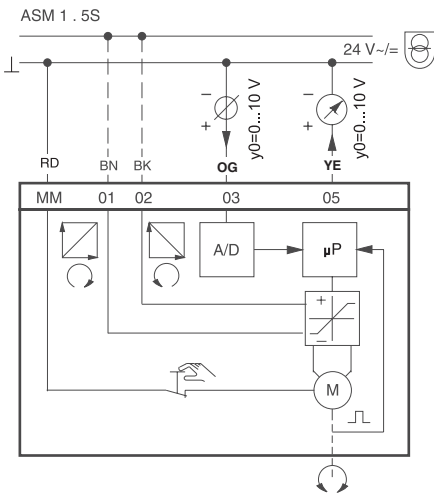 ASM 1 . 5S
24 V~/=
⊥
− −
+ +
y0=0...10 V
y0=0...10 V
RD BN BK OG YE
MM 01 02 03 05
A/D µP
+
−
M